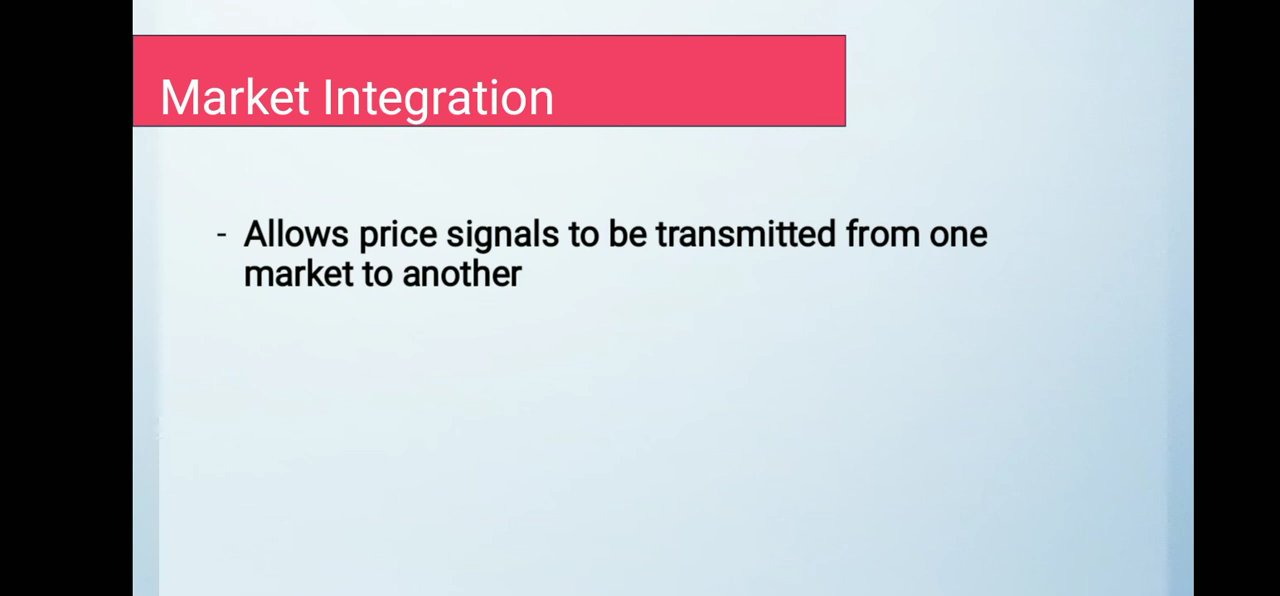 Market Integration
- Allows price signals to be transmitted from one
market to another